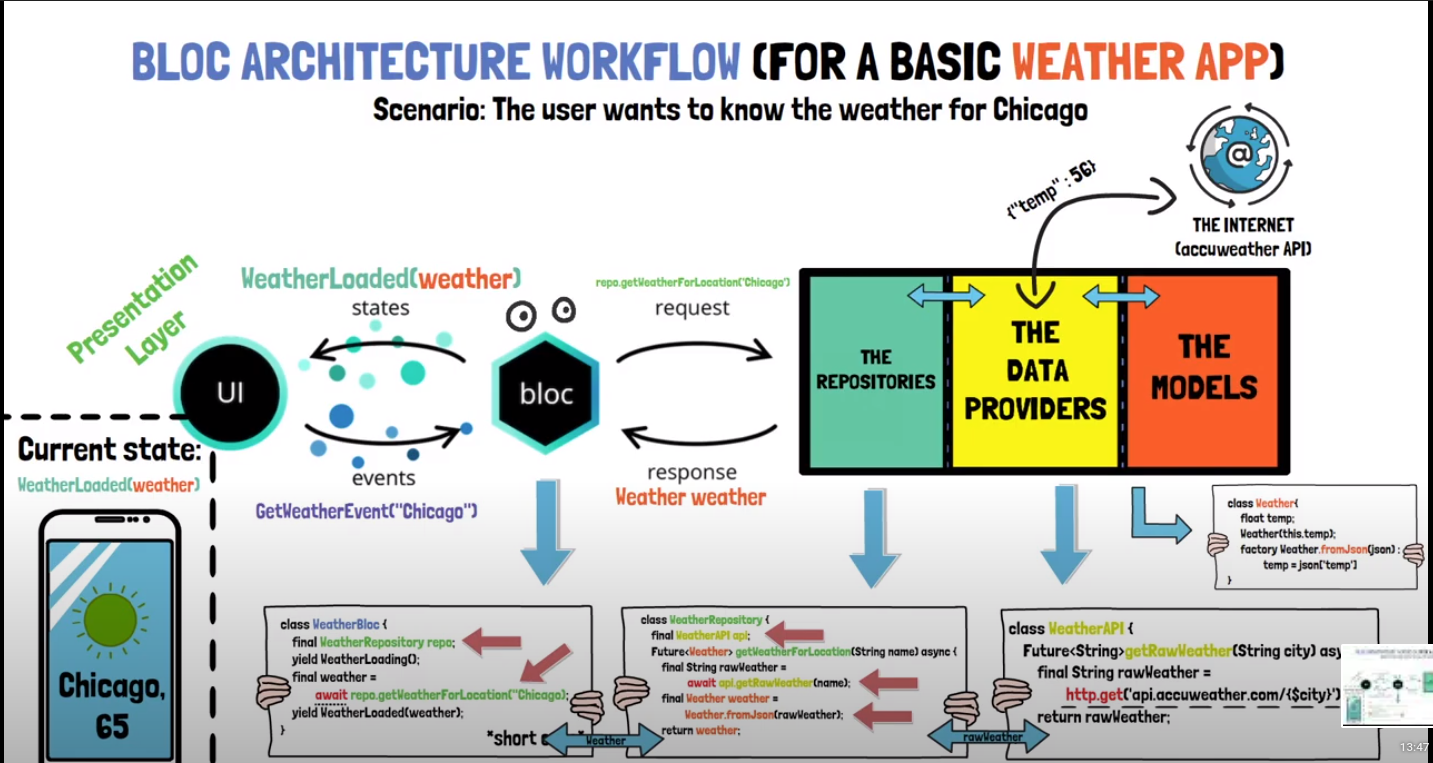 BLOC ARCHITECTURE WORKFLOW (FOR A BASIC WEATHER APP)
Scenario: The user wants to know the weather for Chicago
{"temp" : 56}
THE INTERNET
(accuweather API)
Presentation
Layer
WeatherLoaded(weather)
states
repo.getWeatherForLocation("Chicago")
request
UI
bloc
THE
REPOSITORIES
THE
DATA
PROVIDERS
THE
MODELS
events
GetWeatherEvent("Chicago")
response
Weather weather
Current state:
WeatherLoaded(weather)
Chicago,
65
class Weather{
float temp;
Weather(this.temp);
factory Weather.fromJson(json) :
temp = json['temp']
}
class WeatherBloc {
final WeatherRepository repo;
yield WeatherLoading();
final weather =
await repo.getWeatherForLocation("Chicago);
yield WeatherLoaded(weather);
}
*short
Weather
class WeatherRepository {
final WeatherAPI api;
Future<Weather> getWeatherForLocation(String name) async {
final String rawWeather =
await api.getRawWeather(name);
final Weather weather =
Weather.fromJson(rawWeather);
return weather;
rawWeather
class WeatherAPI {
Future<String>getRawWeather(String city) asy
final String rawWeather =
http.get('api.accuweather.com/{$city}')
return rawWeather;
13:47